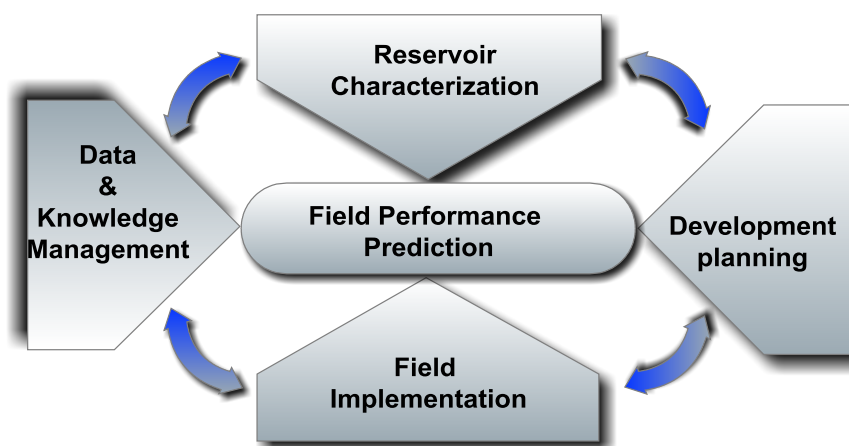 Reservoir
Characterization
Data
&
Knowledge
Management
Field Performance
Prediction
Development
planning
Field
Implementation